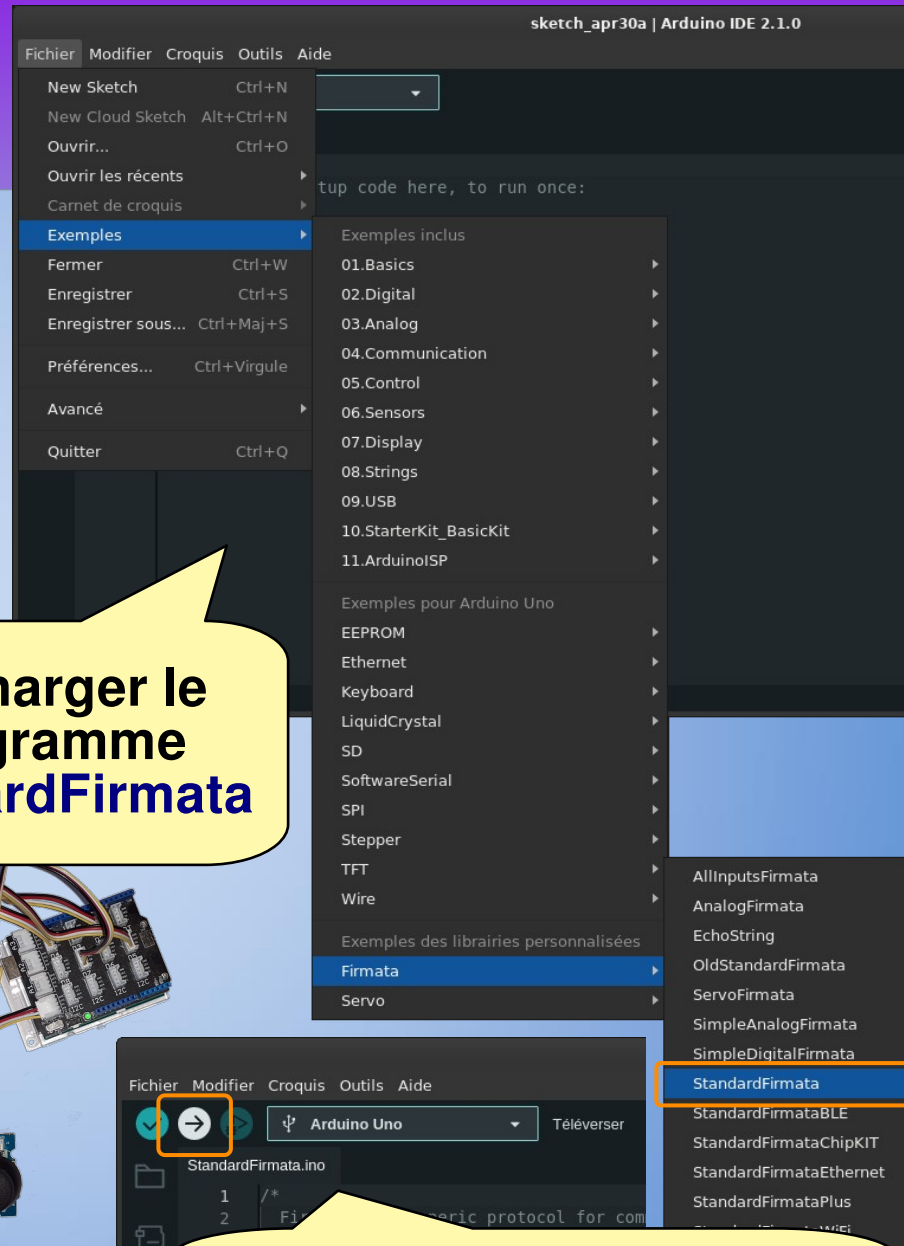 sketch_apr30a | Arduino IDE 2.1.0
Fichier Modifier Croquis Outils Aide
New Sketch Ctrl+N
New Cloud Sketch Alt+Ctrl+N
Ouvrir... Ctrl+O
Ouvrir les récents
tup code here, to run once:
Carnet de croquis
Exemples
Fermer Ctrl+W
Enregistrer Ctrl+S
Enregistrer sous... Ctrl+Maj+S
Préférences... Ctrl+Virgule
Avancé
Quitter Ctrl+Q
Exemples inclus
01.Basics
02.Digital
03.Analog
04.Communication
05.Control
06.Sensors
07.Display
08.Strings
09.USB
10.StarterKit_BasicKit
11.ArduinoISP
Exemples pour Arduino Uno
EEPROM
Ethernet
Keyboard
LiquidCrystal
SD
SoftwareSerial
SPI
Stepper
TFT
Wire
Exemples des librairies personnalisées
Firmata
Servo
harger le
gramme
ardFirmata
AllInputsFirmata
AnalogFirmata
EchoString
OldStandardFirmata
ServoFirmata
SimpleAnalogFirmata
SimpleDigitalFirmata
StandardFirmata
StandardFirmataBLE
StandardFirmataChipKIT
StandardFirmataEthernet
StandardFirmataPlus
I2C I2C I2C I2C
Fichier Modifier Croquis Outils Aide
Arduino Uno Téléverser
StandardFirmata.ino
1 /*
2 Fi eric protocol for com